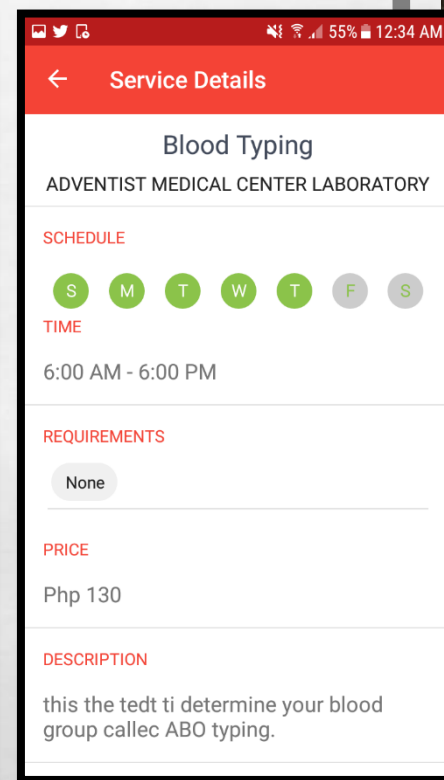 55% 12:34 AM
Service Details
Blood Typing
ADVENTIST MEDICAL CENTER LABORATORY
SCHEDULE
S M T W T F S
TIME
6:00 AM - 6:00 PM
REQUIREMENTS
None
PRICE
Php 130
DESCRIPTION
this the tedt ti determine your blood
group callec ABO typing.